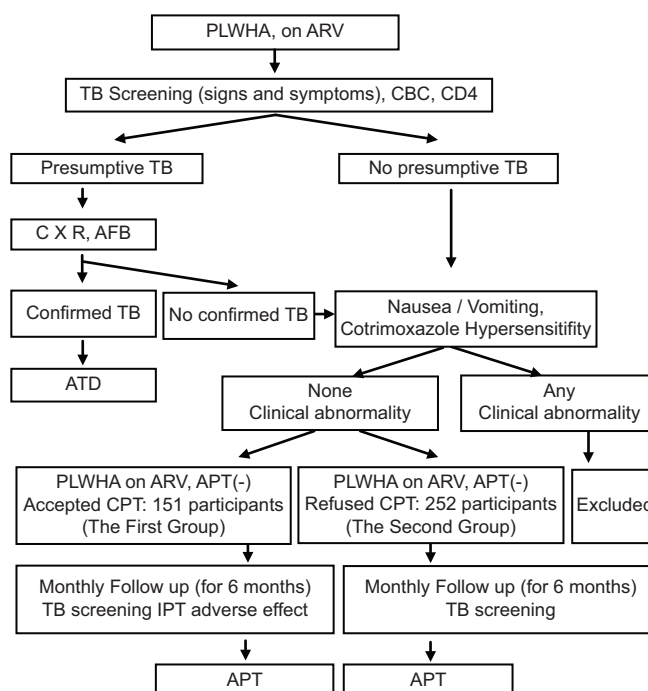 PLWHA, on ARV
TB Screening (signs and symptoms), CBC, CD4
Presumptive TB
No presumptive TB
C X R, AFB
Confirmed TB
No confirmed TB
Nausea / Vomiting,
Cotrimoxazole Hypersensitifity
ATD
None
Clinical abnormality
Any
Clinical abnormality
PLWHA on ARV, APT(-)
Accepted CPT: 151 participants
(The First Group)
PLWHA on ARV, APT(-)
Refused CPT: 252 participants
(The Second Group)
Excluded
Monthly Follow up (for 6 months)
TB screening IPT adverse effect
Monthly Follow up (for 6 months)
TB screening
APT
APT